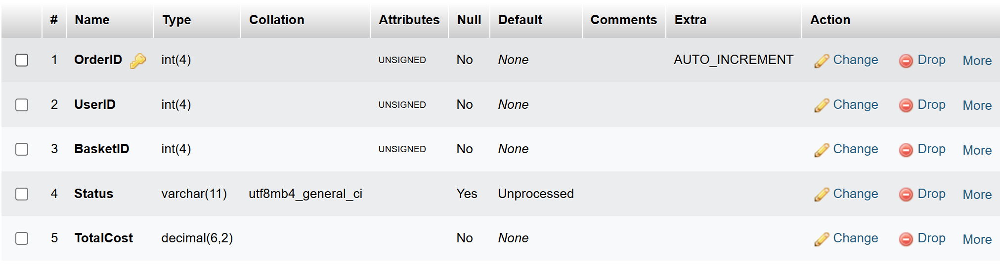 # Name Type Collation Attributes Null Default Comments Extra Action
1 OrderID int(4) UNSIGNED No None AUTO_INCREMENT Change Drop More
2 UserID int(4) UNSIGNED No None Change Drop More
3 BasketID int(4) UNSIGNED No None Change Drop More
4 Status varchar(11) utf8mb4_general_ci Yes Unprocessed Change Drop More
5 TotalCost decimal(6,2) No None Change Drop More